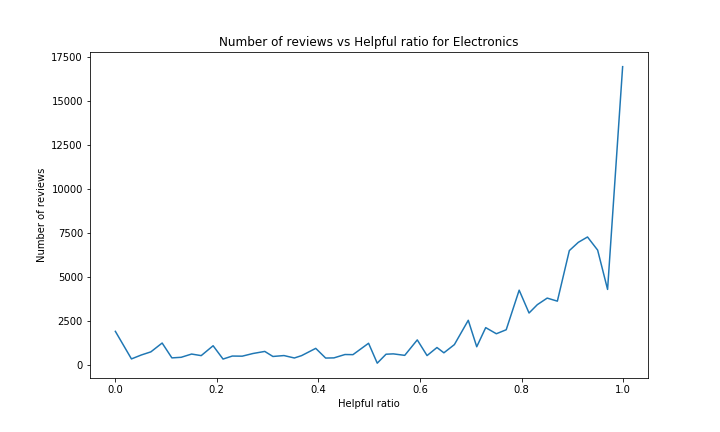 Number of reviews vs Helpful ratio for Electronics
17500
15000
12500
10000
7500
5000
2500
0
Number of reviews
0.0 0.2 0.4 0.6 0.8 1.0
Helpful ratio